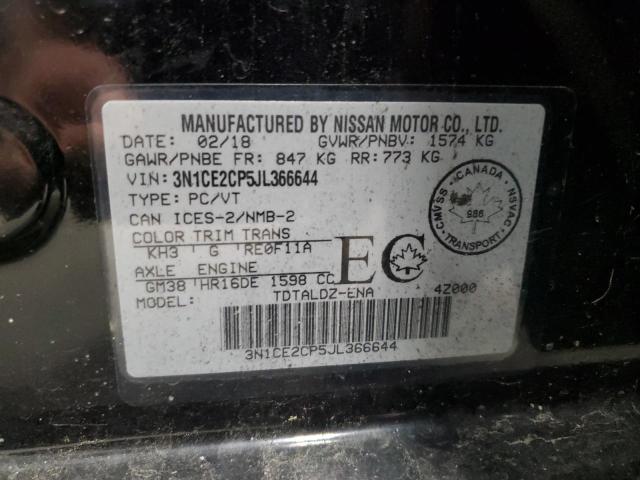 MANUFACTURED BY NISSAN MOTOR CO., LTD.
DATE: 02/18 GVWR/PNBV: 1574 KG
GAWR/PNBE FR: 847 KG RR: 773 KG
VIN: 3N1CE2CP5JL366644
TYPE: PC/VT
CAN ICES-2/NMB-2
COLOR TRIM TRANS
KH3 G RE0F11A
AXLE ENGINE
GM38 HR16DE 1598 CC
MODEL: TDTALDZ-ENA 4Z000
EC
CMVSS CANADA NSVAC
986
TRANSPORT
3N1CE2CP5JL366644